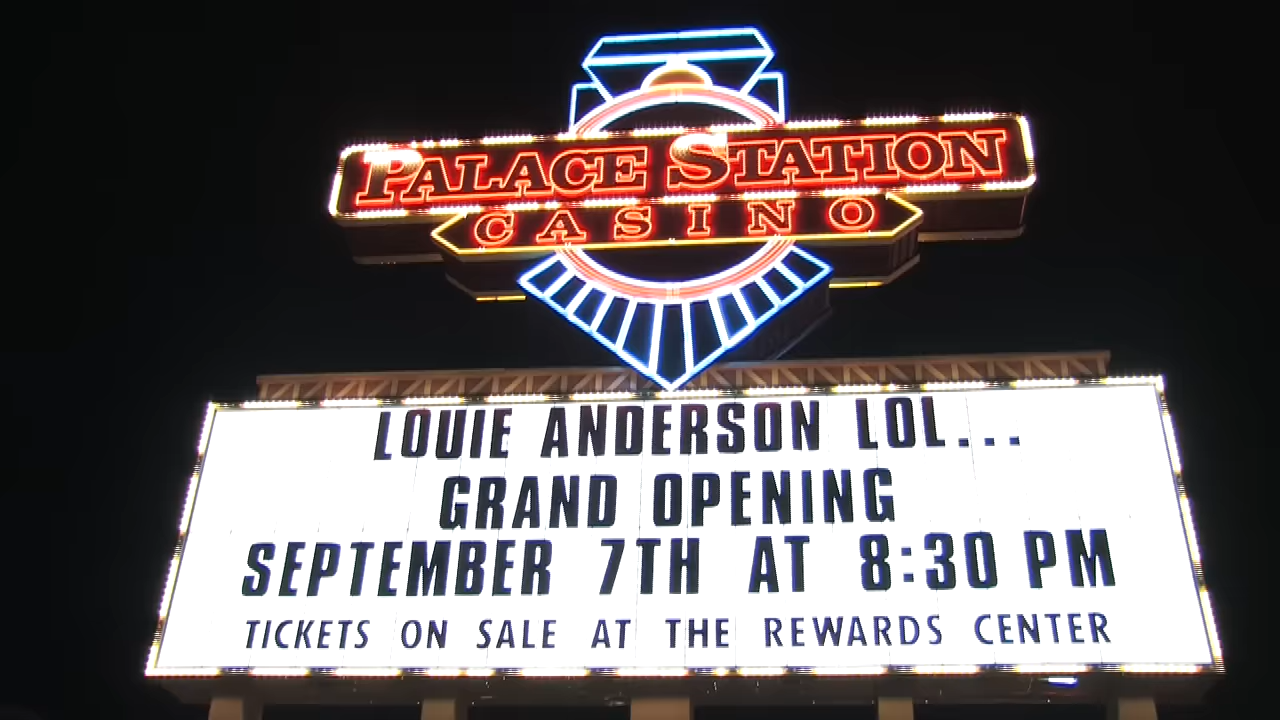 PALACE STATION
CASINO
LOUIE ANDERSON LOL...
GRAND OPENING
SEPTEMBER 7TH AT 8:30 PM
TICKETS ON SALE AT THE REWARDS CENTER